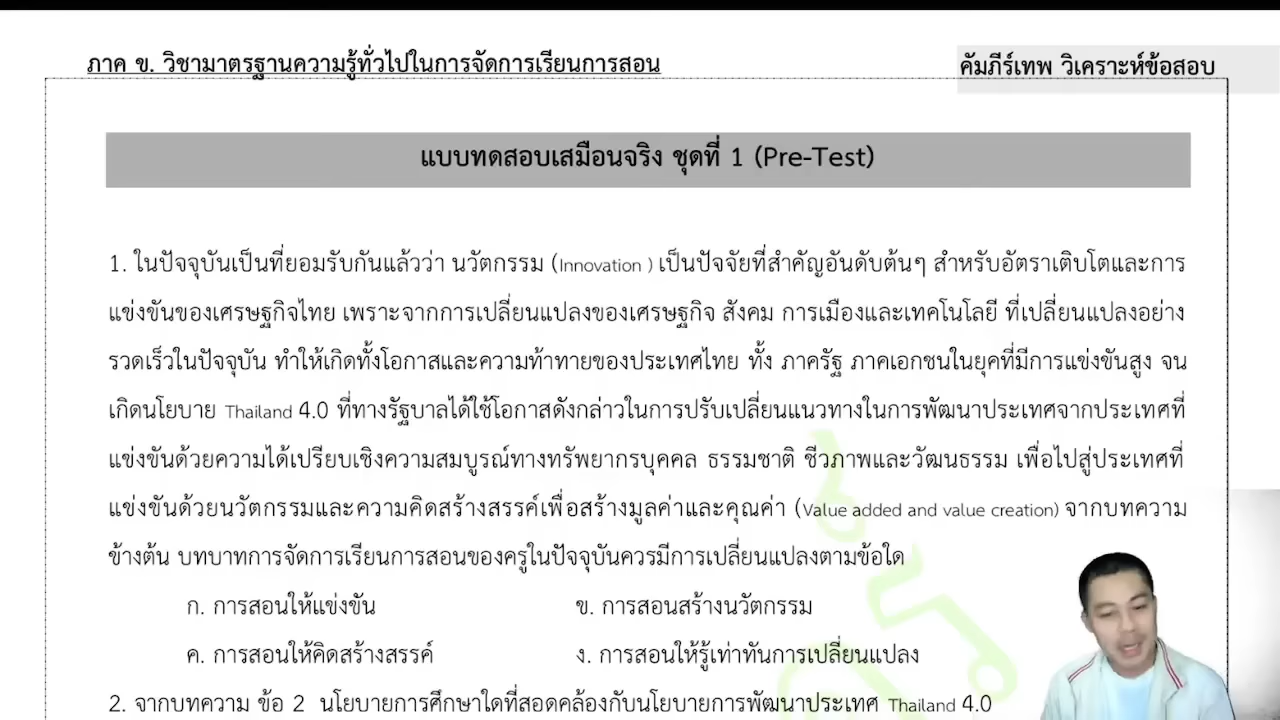 ภาค ข. วิชามาตรฐานความรู้ทั่วไปในการจัดการเรียนการสอน
คัมภีร์เทพ วิเคราะห์ข้อสอบ
แบบทดสอบเสมือนจริง ชุดที่ 1 (Pre-Test)
1. ในปัจจุบันเป็นที่ยอมรับกันแล้วว่า นวัตกรรม (Innovation ) เป็นปัจจัยที่สำคัญอันดับต้นๆ สำหรับอัตราเติบโตและการ
แข่งขันของเศรษฐกิจไทย เพราะจากการเปลี่ยนแปลงของเศรษฐกิจ สังคม การเมืองและเทคโนโลยี ที่เปลี่ยนแปลงอย่าง
รวดเร็วในปัจจุบัน ทำให้เกิดทั้งโอกาสและความท้าทายของประเทศไทย ทั้ง ภาครัฐ ภาคเอกชนในยุคที่มีการแข่งขันสูง จน
เกิดนโยบาย Thailand 4.0 ที่ทางรัฐบาลได้ใช้โอกาสดังกล่าวในการปรับเปลี่ยนแนวทางในการพัฒนาประเทศจากประเทศที่
แข่งขันด้วยความได้เปรียบเชิงความสมบูรณ์ทางทรัพยากรบุคคล ธรรมชาติ ชีวภาพและวัฒนธรรม เพื่อไปสู่ประเทศที่
แข่งขันด้วยนวัตกรรมและความคิดสร้างสรรค์เพื่อสร้างมูลค่าและคุณค่า (Value added and value creation) จากบทความ
ข้างต้น บทบาทการจัดการเรียนการสอนของครูในปัจจุบันควรมีการเปลี่ยนแปลงตามข้อใด
ก. การสอนให้แข่งขัน
ข. การสอนสร้างนวัตกรรม
ค. การสอนให้คิดสร้างสรรค์
ง. การสอนให้รู้เท่าทันการเปลี่ยนแปลง
2. จากบทความ ข้อ 2 นโยบายการศึกษาใดที่สอดคล้องกับนโยบายการพัฒนาประเทศ Thailand 4.0